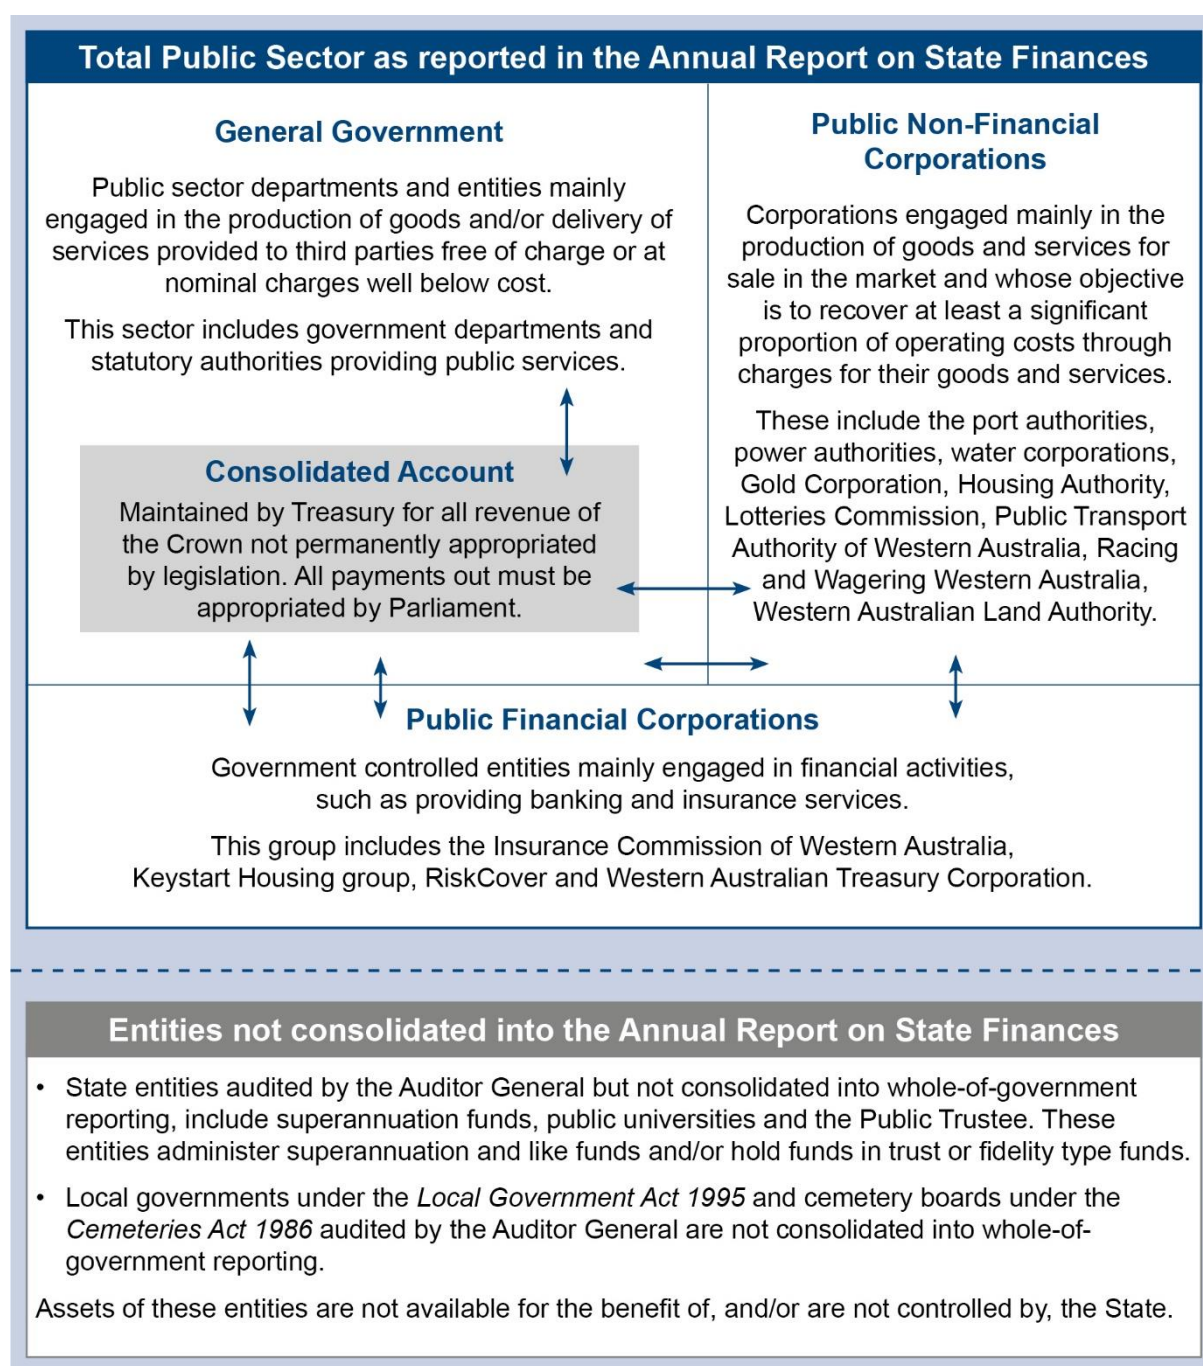 Total Public Sector as reported in the Annual Report on State Finances
General Government
Public sector departments and entities mainly
engaged in the production of goods and/or delivery of
services provided to third parties free of charge or at
nominal charges well below cost.
This sector includes government departments and
statutory authorities providing public services.
Consolidated Account
Maintained by Treasury for all revenue of
the Crown not permanently appropriated
by legislation. All payments out must be
appropriated by Parliament.
Public Non-Financial
Corporations
Corporations engaged mainly in the
production of goods and services for
sale in the market and whose objective
is to recover at least a significant
proportion of operating costs through
charges for their goods and services.
These include the port authorities,
power authorities, water corporations,
Gold Corporation, Housing Authority,
Lotteries Commission, Public Transport
Authority of Western Australia, Racing
and Wagering Western Australia,
Western Australian Land Authority.
Public Financial Corporations
Government controlled entities mainly engaged in financial activities,
such as providing banking and insurance services.
This group includes the Insurance Commission of Western Australia,
Keystart Housing group, RiskCover and Western Australian Treasury Corporation.
Entities not consolidated into the Annual Report on State Finances
• State entities audited by the Auditor General but not consolidated into whole-of-government
reporting, include superannuation funds, public universities and the Public Trustee. These
entities administer superannuation and like funds and/or hold funds in trust or fidelity type funds.
• Local governments under the Local Government Act 1995 and cemetery boards under the
Cemeteries Act 1986 audited by the Auditor General are not consolidated into whole-of-
government reporting.
Assets of these entities are not available for the benefit of, and/or are not controlled by, the State.